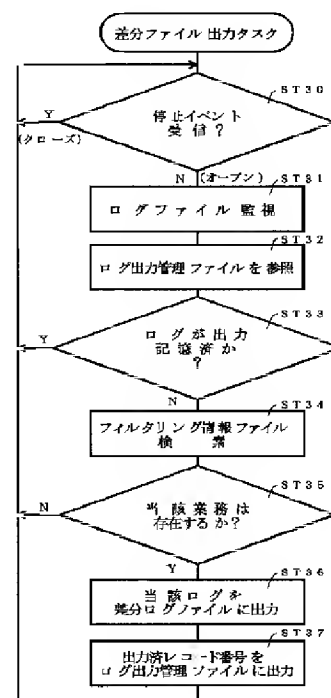 差分ファイル出力タスク
ST30
停止イベント
受信？
Y
(クローズ)
N
(オープン)
ST31
ログファイル監視
ST32
ログ出力管理ファイルを参照
ST33
ログが出力
記憶済か
？
Y
N
ST34
フィルタリング情報ファイル
検索
ST35
当該業務は
存在するか？
N
Y
ST36
当該ログを
差分ログファイルに出力
ST37
出力済レコード番号を
ログ出力管理ファイルに出力